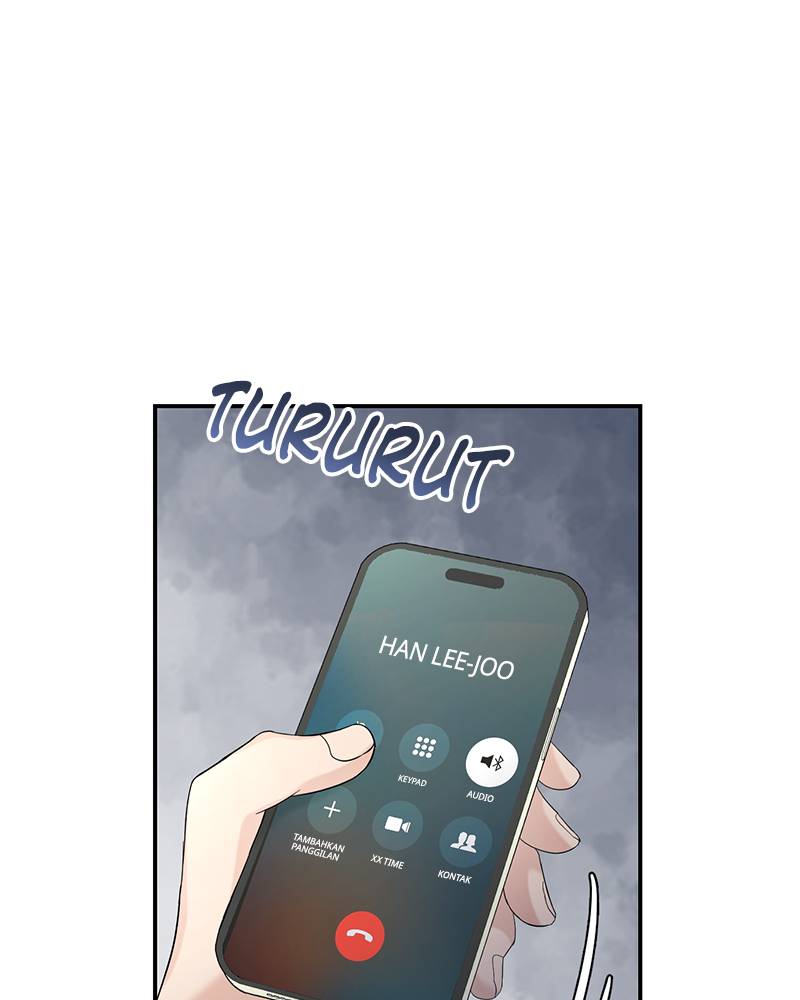 TURURUT
HAN LEE-JOO
KEYPAD
AUDIO
TAMBAHKAN
PANGGILAN
XX TIME
KONTAK